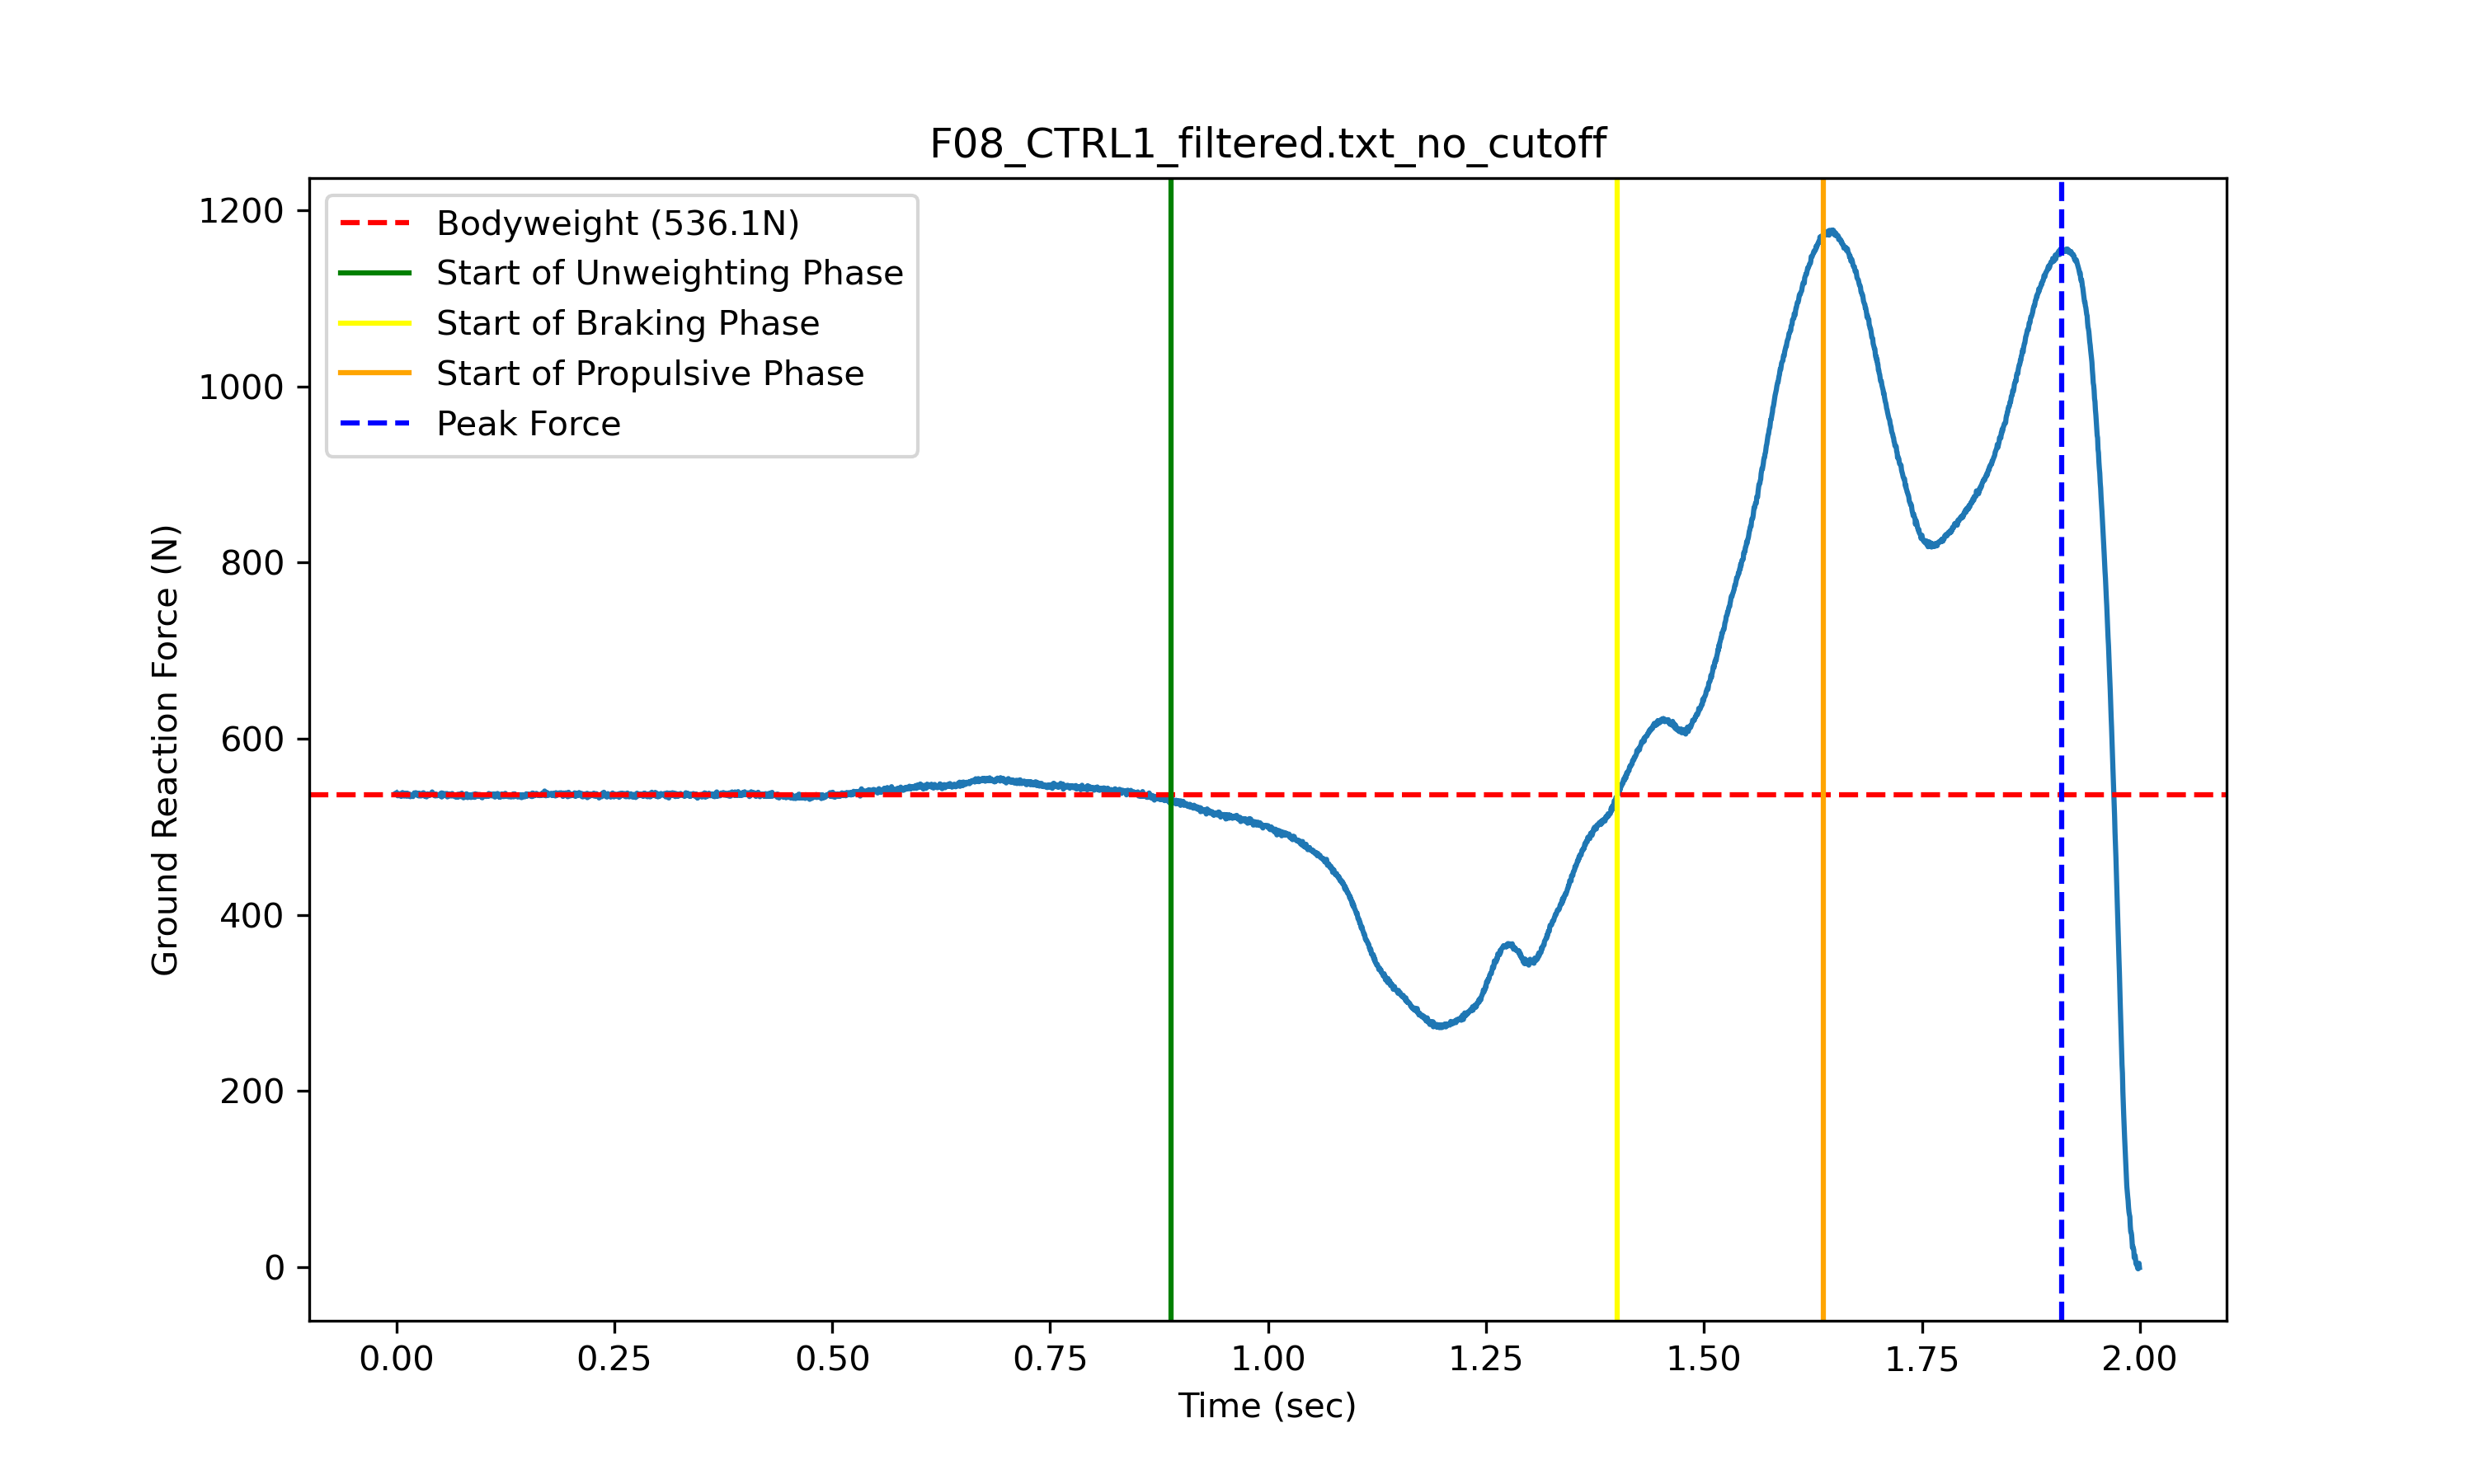 F08_CTRL1_filtered.txt_no_cutoff
Bodyweight (536.1N)
Start of Unweighting Phase
Start of Braking Phase
Start of Propulsive Phase
Peak Force
Ground Reaction Force (N)
1200
1000
800
600
400
200
0
0.00 0.25 0.50 0.75 1.00 1.25 1.50 1.75 2.00
Time (sec)